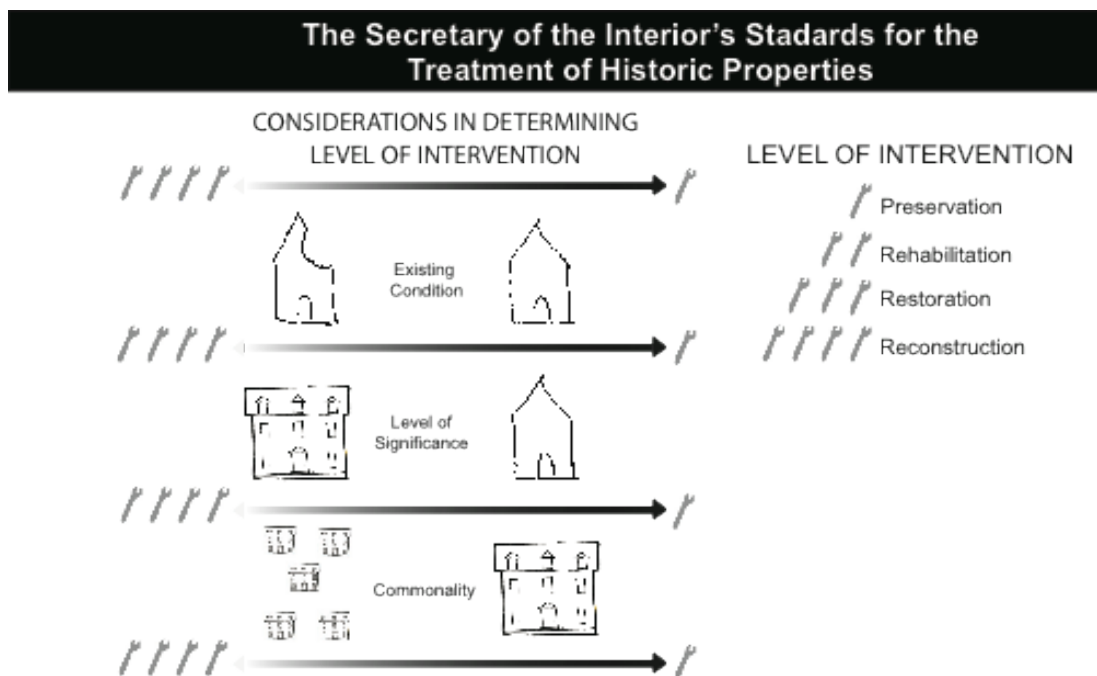 The Secretary of the Interior's Stadards for the
Treatment of Historic Properties
CONSIDERATIONS IN DETERMINING
LEVEL OF INTERVENTION
Existing
Condition
Level of
Significance
Commonality
LEVEL OF INTERVENTION
Preservation
Rehabilitation
Restoration
Reconstruction